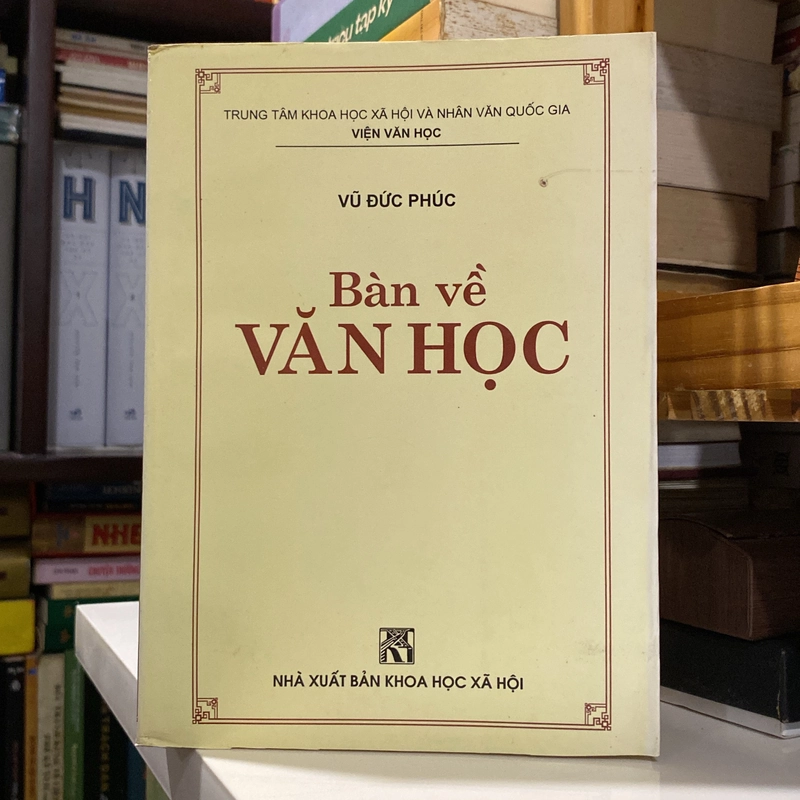 TRUNG TÂM KHOA HỌC XÃ HỘI VÀ NHÂN VĂN QUỐC GIA
VIỆN VĂN HỌC
VŨ ĐỨC PHÚC
Bàn về
VĂN HỌC
NHÀ XUẤT BẢN KHOA HỌC XÃ HỘI